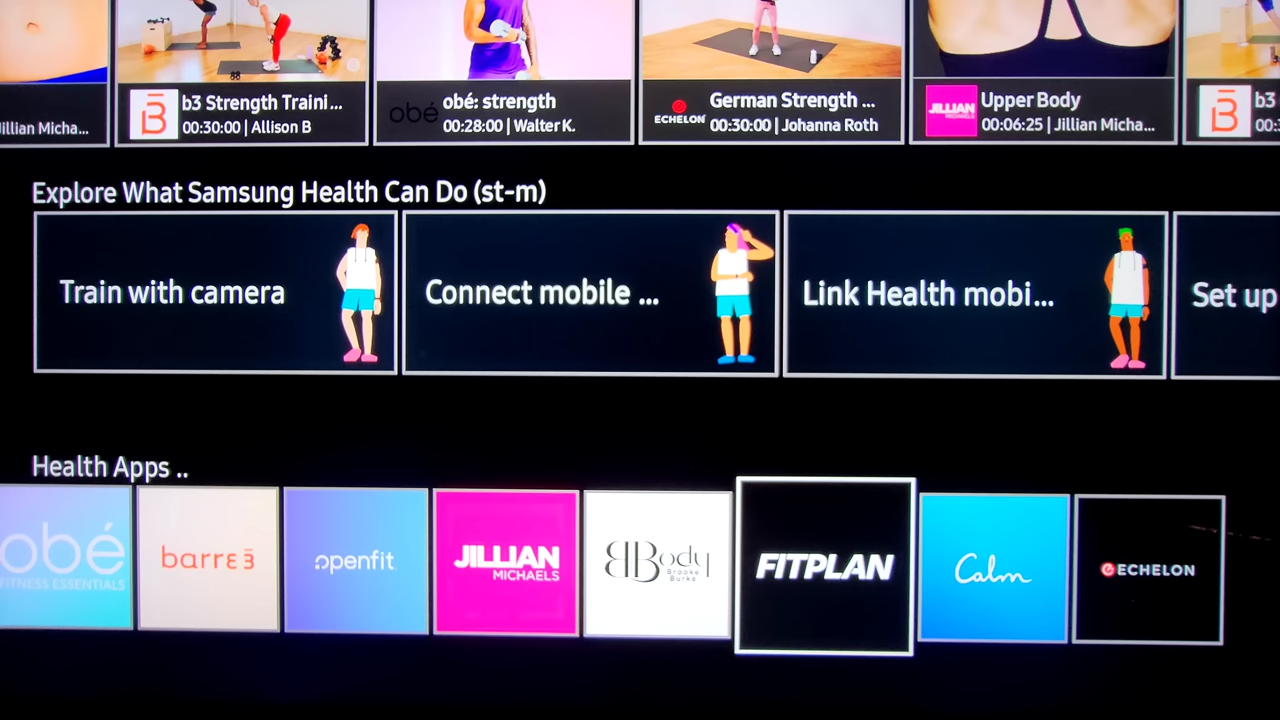 Jillian Micha...
b3 Strength Traini...
00:30:00 | Allison B
obé
obé: strength
00:28:00 | Walter K.
ECHELON
German Strength ...
00:30:00 | Johanna Roth
JILLIAN
MICHAELS
Upper Body
00:06:25 | Jillian Micha...
b3
00:3
Explore What Samsung Health Can Do (st-m)
Train with camera
Connect mobile ...
Link Health mobi...
Set up
Health Apps ..
obé
FITNESS ESSENTIALS
barre3
openfit
JILLIAN
MICHAELS
BBody
Brooke
Burke
FITPLAN
Calm
ECHELON